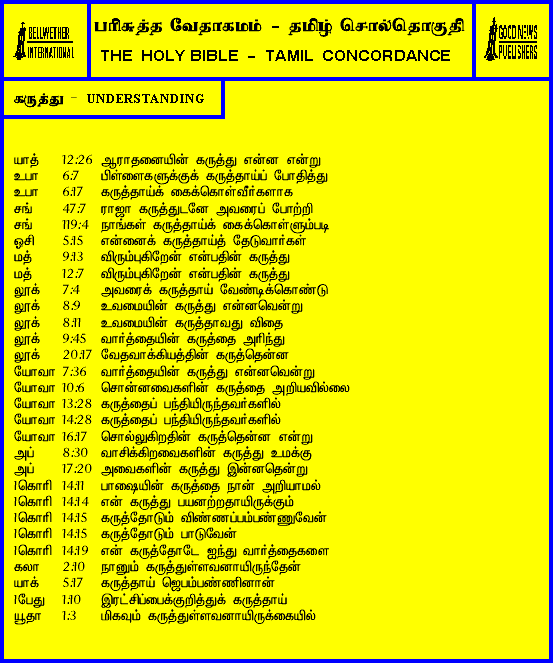 BELLWETHER
INTERNATIONAL
பரிசுத்த வேதாகமம் - தமிழ் சொல்தொகுதி
THE HOLY BIBLE - TAMIL CONCORDANCE
GOOD NEWS
PUBLISHERS
கருத்து - UNDERSTANDING
யாத் 12:26 ஆராதனையின் கருத்து என்ன என்று
உபா 6:7 பிள்ளைகளுக்குக் கருத்தாய்ப் போதித்து
உபா 6:17 கருத்தாய்க் கைக்கொள்வீர்களாக
சங் 47:7 ராஜா கருத்துடனே அவரைப் போற்றி
சங் 119:4 நாங்கள் கருத்தாய்க் கைக்கொள்ளும்படி
ஓசி 5:15 என்னைக் கருத்தாய்த் தேடுவார்கள்
மத் 9:13 விரும்புகிறேன் என்பதின் கருத்து
மத் 12:7 விரும்புகிறேன் என்பதின் கருத்து
லூக் 7:4 அவரைக் கருத்தாய் வேண்டிக்கொண்டு
லூக் 8:9 உவமையின் கருத்து என்னவென்று
லூக் 8:11 உவமையின் கருத்தாவது விதை
லூக் 9:45 வார்த்தையின் கருத்தை அறிந்து
லூக் 20:17 வேதவாக்கியத்தின் கருத்தென்ன
யோவா 7:36 வார்த்தையின் கருத்து என்னவென்று
யோவா 10:6 சொன்னவைகளின் கருத்தை அறியவில்லை
யோவா 13:28 கருத்தைப் பந்தியிருந்தவர்களில்
யோவா 14:28 கருத்தைப் பந்தியிருந்தவர்களில்
யோவா 16:17 சொல்லுகிறதின் கருத்தென்ன என்று
அப் 8:30 வாசிக்கிறவைகளின் கருத்து உமக்கு
அப் 17:20 அவைகளின் கருத்து இன்னதென்று
1கொரி 14:11 பாஷையின் கருத்தை நான் அறியாமல்
1கொரி 14:14 என் கருத்து பயனற்றதாயிருக்கும்
1கொரி 14:15 கருத்தோடும் விண்ணப்பம்பண்ணுவேன்
1கொரி 14:15 கருத்தோடும் பாடுவேன்
1கொரி 14:19 என் கருத்தோடே ஐந்து வார்த்தைகளை
கலா 2:10 நானும் கருத்துள்ளவனாயிருந்தேன்
யாக் 5:17 கருத்தாய் ஜெபம்பண்ணினான்
1பேது 1:10 இரட்சிப்பைக்குறித்துக் கருத்தாய்
யூதா 1:3 மிகவும் கருத்துள்ளவனாயிருக்கையில்